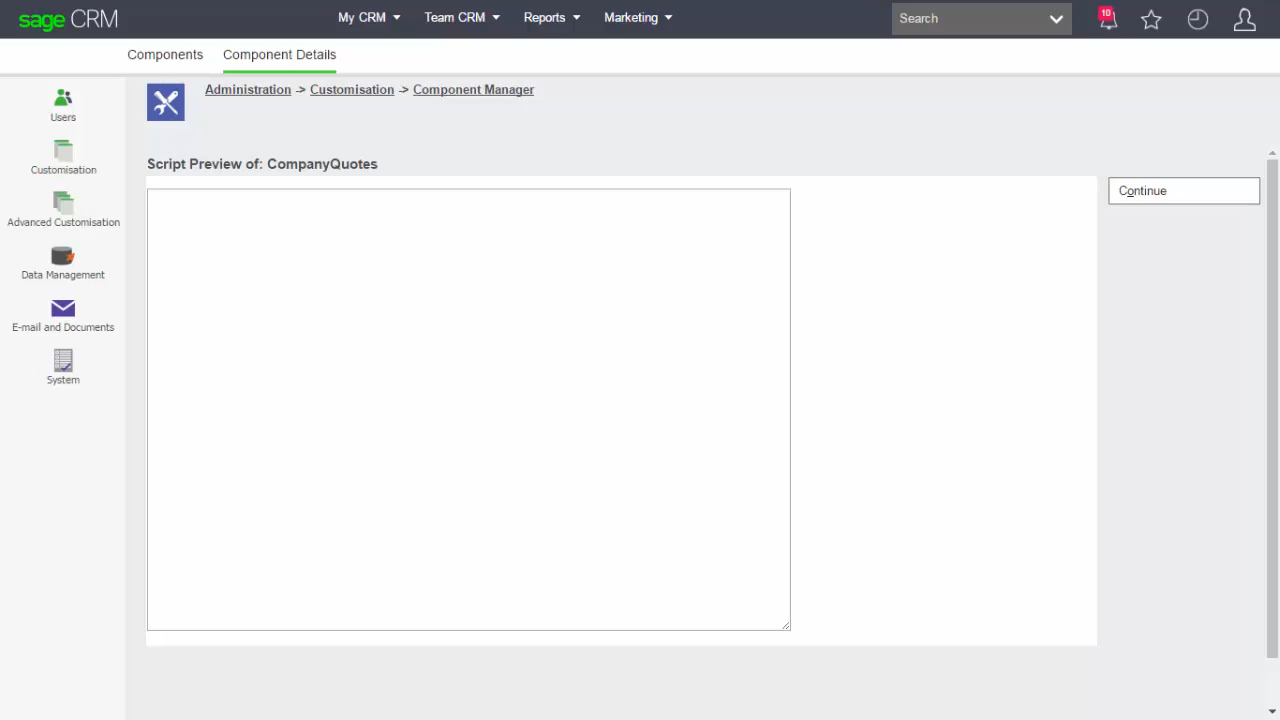 sage CRM
My CRM
Team CRM
Reports
Marketing
Search
10
Components
Component Details
Users
Customisation
Advanced Customisation
Data Management
E-mail and Documents
System
Administration -> Customisation -> Component Manager
Script Preview of: CompanyQuotes
Continue